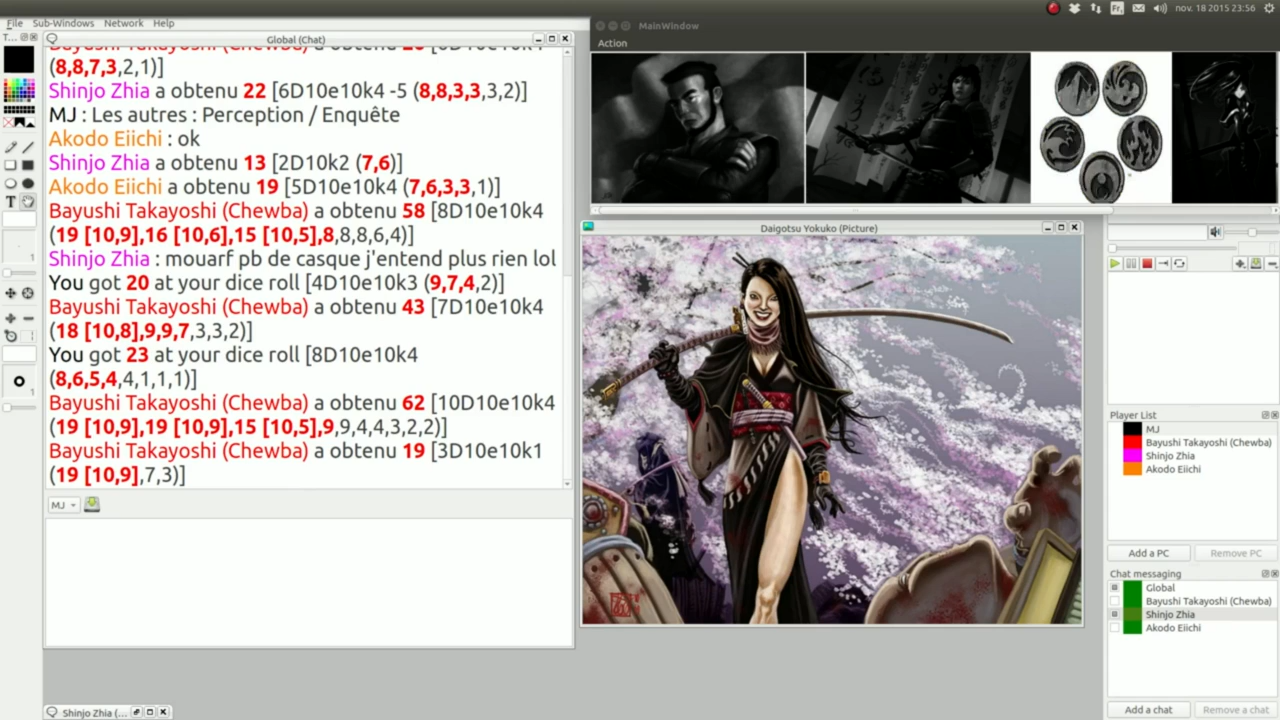 Fr,
nov. 18 2015 23:56
File Sub-Windows Network Help
MainWindow
Action
Global (Chat)
(8,8,7,3,2,1)]
Shinjo Zhia a obtenu 22 [6D10e10k4 -5 (8,8,3,3,3,2)]
MJ : Les autres : Perception / Enquête
Akodo Eiichi : ok
Shinjo Zhia a obtenu 13 [2D10k2 (7,6)]
Akodo Eiichi a obtenu 19 [5D10e10k4 (7,6,3,3,1)]
Bayushi Takayoshi (Chewba) a obtenu 58 [8D10e10k4
(19 [10,9],16 [10,6],15 [10,5],8,8,8,6,4)]
Shinjo Zhia : mouarf pb de casque j'entend plus rien lol
You got 20 at your dice roll [4D10e10k3 (9,7,4,2)]
Bayushi Takayoshi (Chewba) a obtenu 43 [7D10e10k4
(18 [10,8],9,9,7,3,3,2)]
You got 23 at your dice roll [8D10e10k4
(8,6,5,4,4,1,1,1)]
Bayushi Takayoshi (Chewba) a obtenu 62 [10D10e10k4
(19 [10,9],19 [10,9],15 [10,5],9,9,4,4,3,2,2)]
Bayushi Takayoshi (Chewba) a obtenu 19 [3D10e10k1
(19 [10,9],7,3)]
MJ
Shinjo Zhia (...
Daigotsu Yokuko (Picture)
Player List
MJ
Bayushi Takayoshi (Chewba)
Shinjo Zhia
Akodo Eiichi
Add a PC
Remove PC
Chat messaging
Global
Bayushi Takayoshi (Chewba)
Shinjo Zhia
Akodo Eiichi
Add a chat
Remove a chat